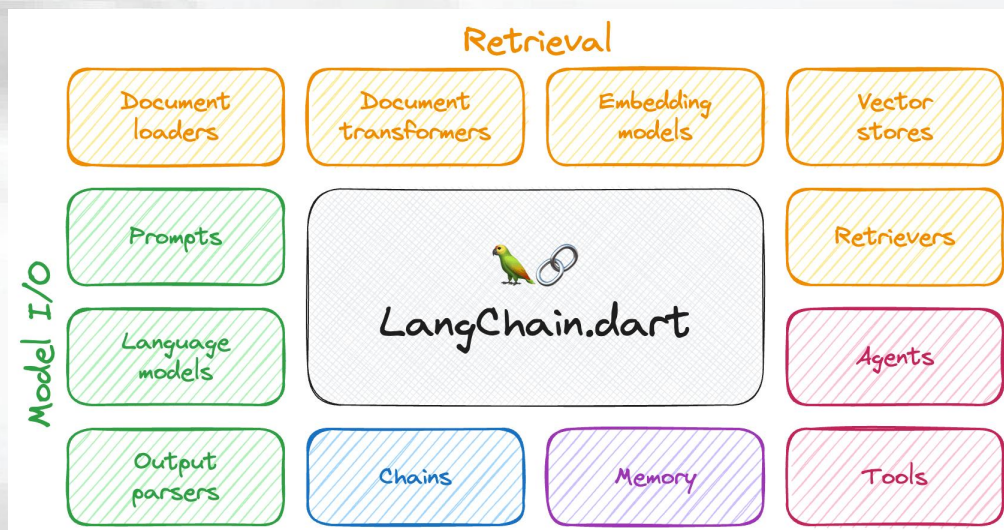 Retrieval
Document
loaders
Document
transformers
Embedding
models
Vector
stores
Model I/O
Prompts
LangChain.dart
Retrievers
Language
models
Agents
Output
parsers
Chains
Memory
Tools